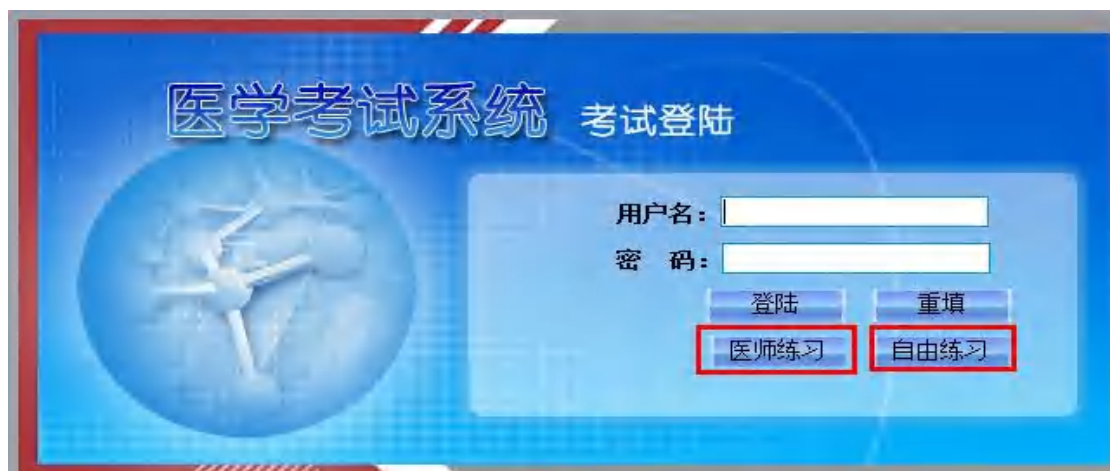 医学考试系统 考试登陆
用户名：
密 码：
登陆 重填
医师练习 自由练习